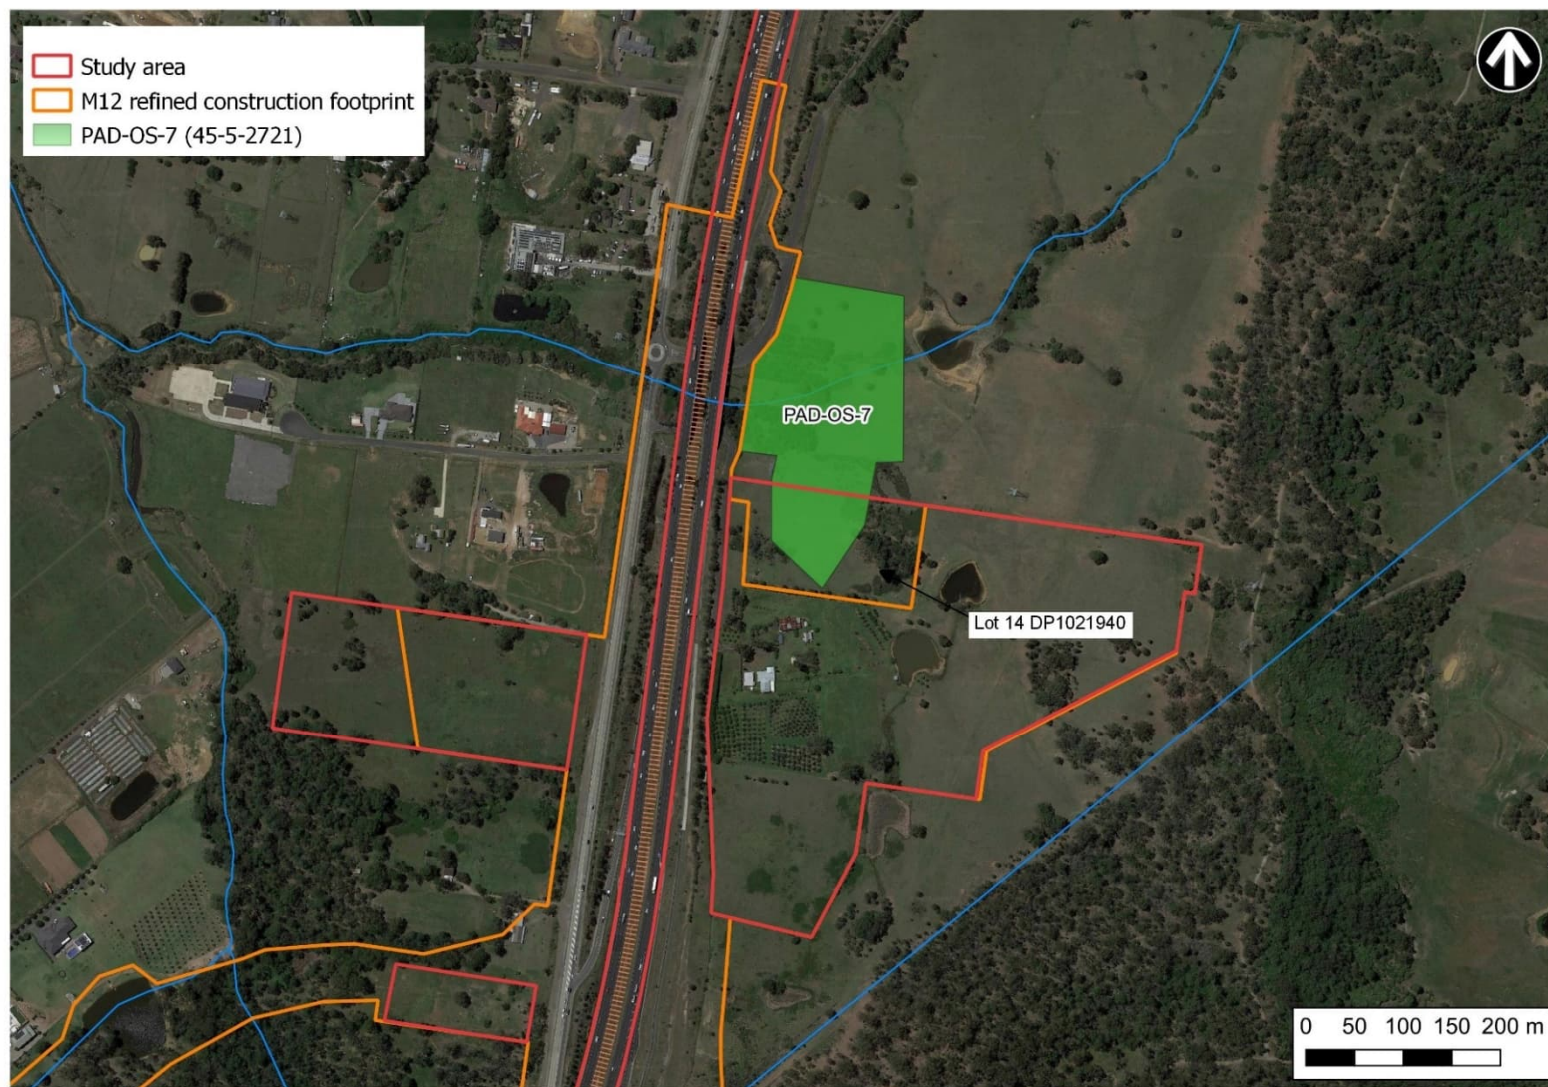 Study area
M12 refined construction footprint
PAD-OS-7 (45-5-2721)
PAD-OS-7
Lot 14 DP1021940
0 50 100 150 200 m